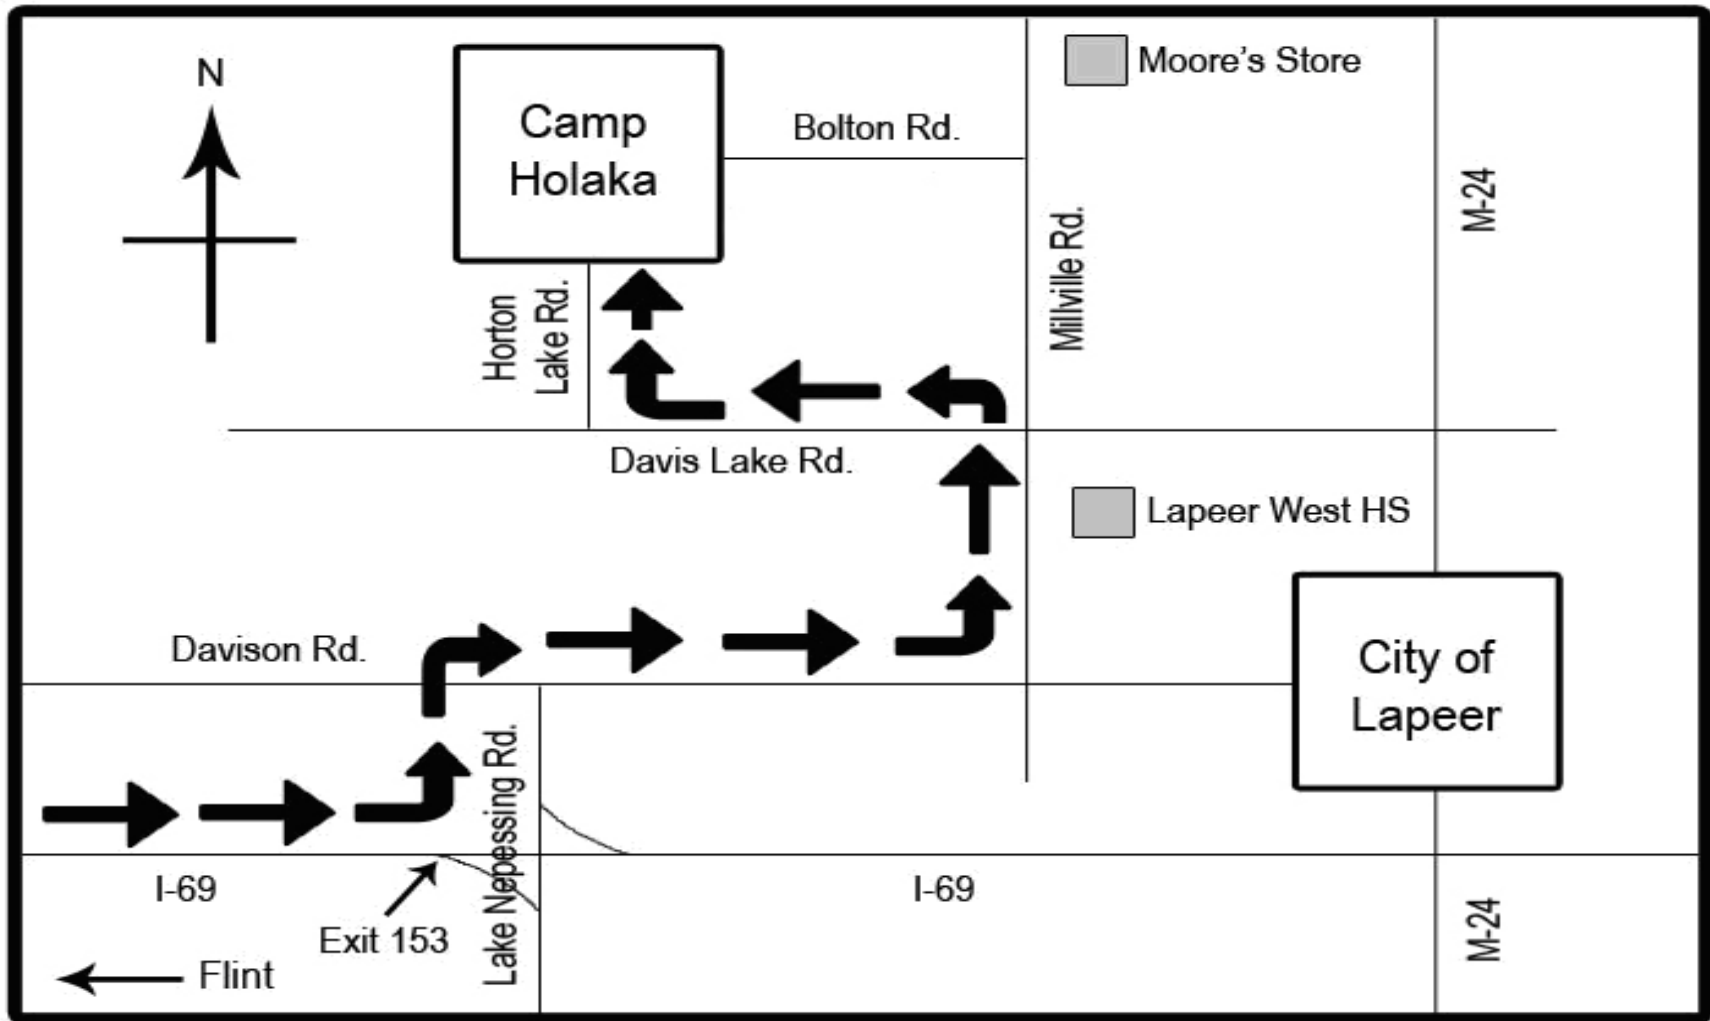 N
Camp
Holaka
Bolton Rd.
Moore's Store
M-24
Millville Rd.
Horton
Lake Rd.
Davis Lake Rd.
Lapeer West HS
Davison Rd.
City of
Lapeer
Lake Nepessing Rd.
I-69
I-69
Exit 153
M-24
Flint